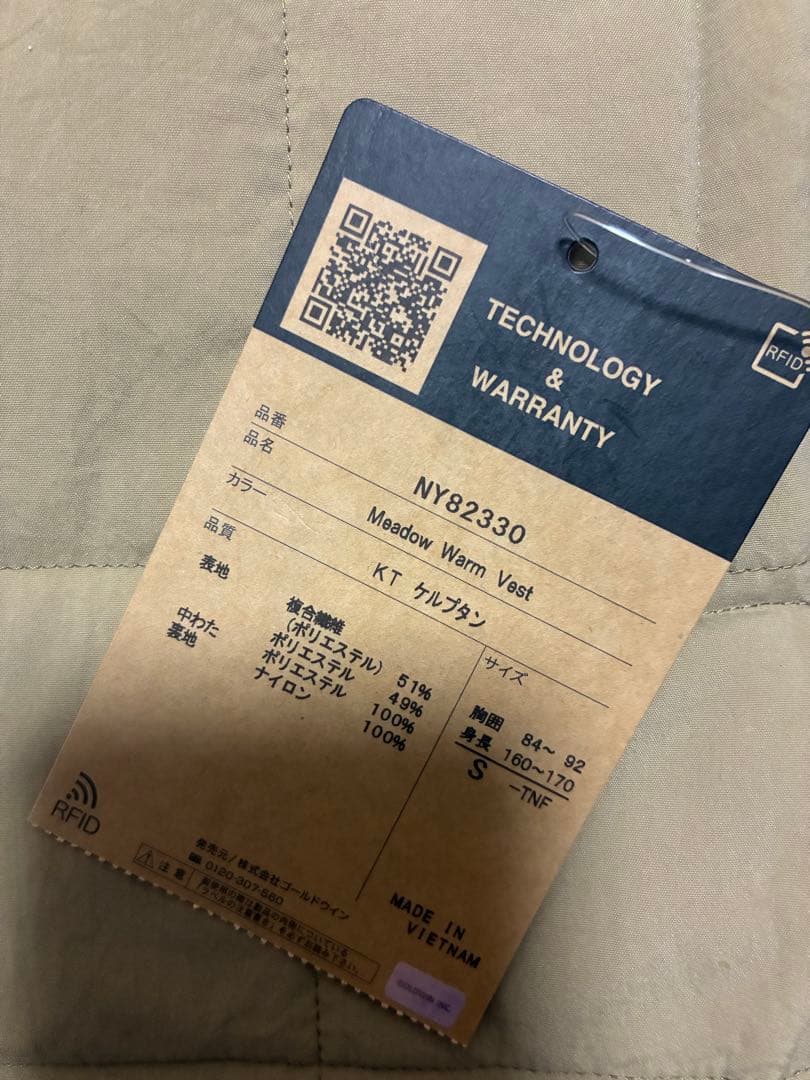 TECHNOLOGY
&
WARRANTY
RFID
品番
NY82330
品名
Meadow Warm Vest
カラー
KT ケルプタン
品質
表地
複合繊維
(ポリエステル) 51%
ポリエステル 49%
中わた ポリエステル 100%
裏地 ナイロン 100%
サイズ
胸囲 84~ 92
身長 160~170
S -TNF
RFID
発売元/株式会社ゴールドウイン
0120-307-560
注意
MADE IN
VIETNAM
GOLDWIN INC.